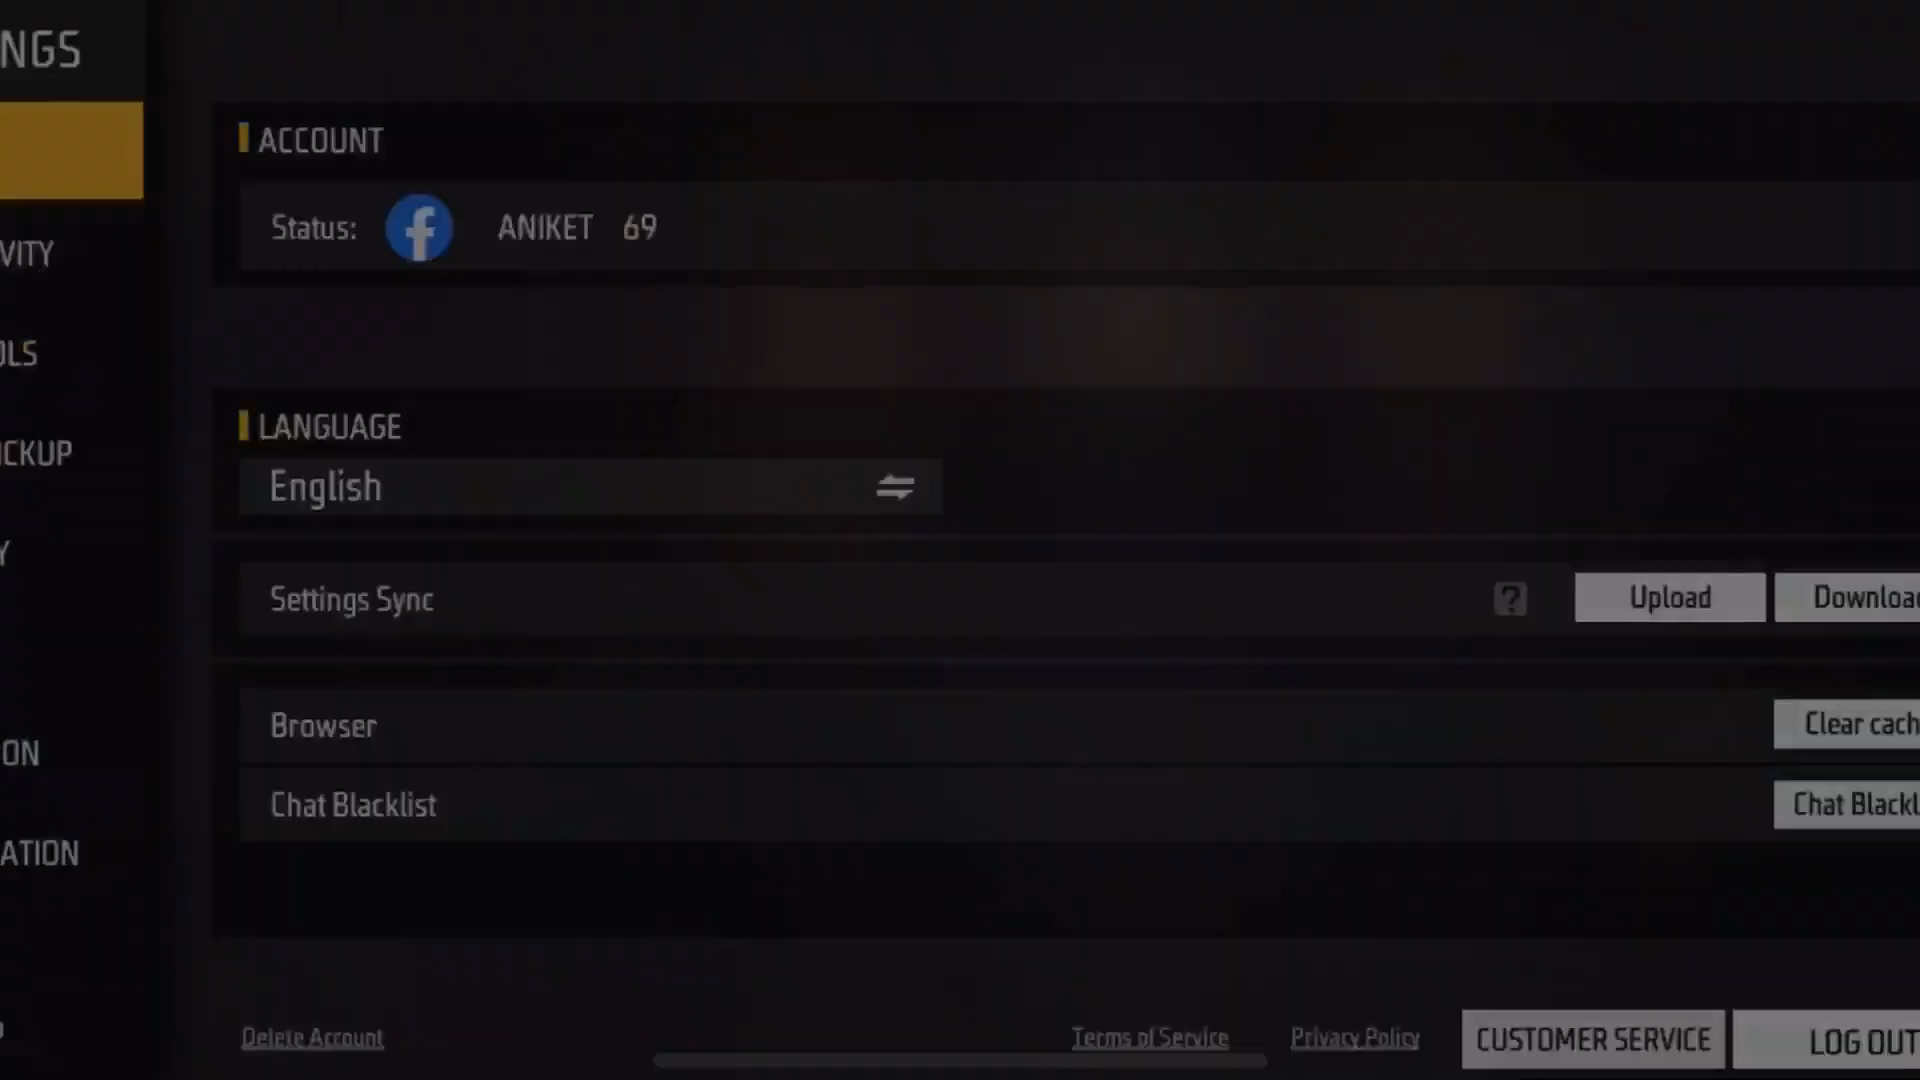 NGS
ACCOUNT
Status: ANIKET 69
VITY
OLS
LANGUAGE
CKUP
English
Y
Settings Sync ? Upload Download
Browser Clear cach
ON
Chat Blacklist Chat Blackl
ATION
Delete Account Terms of Service Privacy Policy CUSTOMER SERVICE LOG OUT